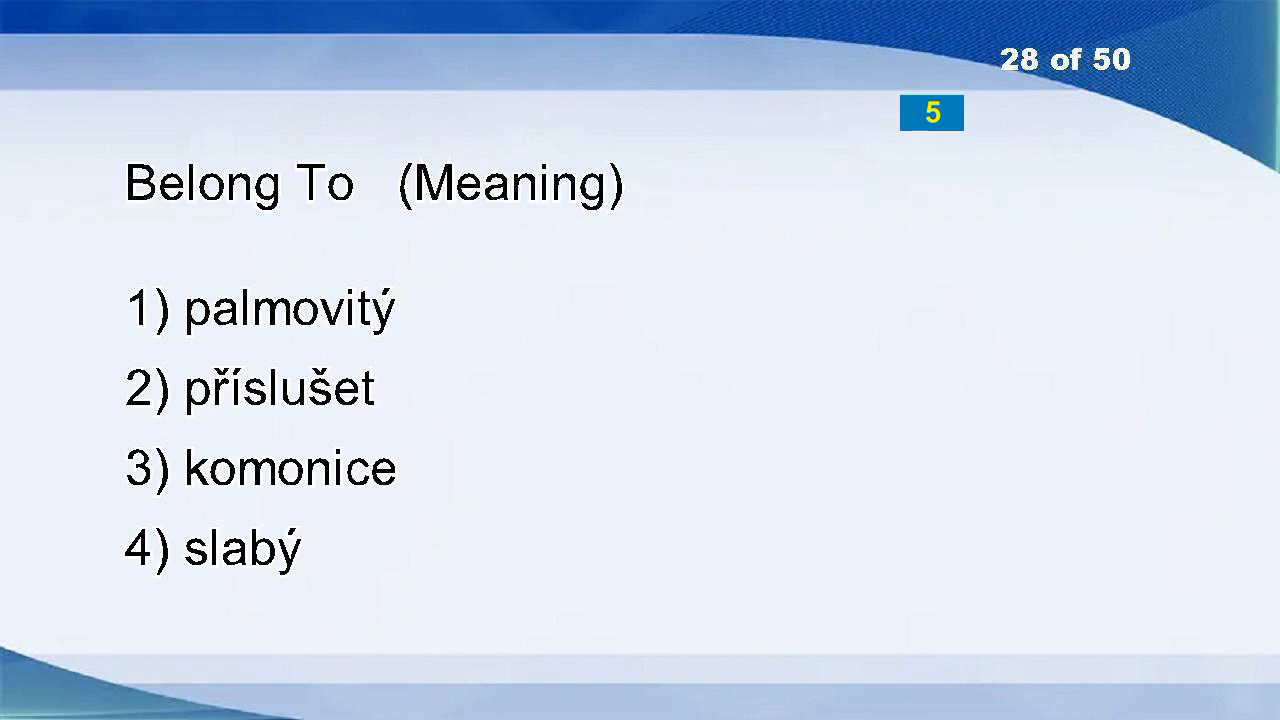 28 of 50
5
Belong To (Meaning)
1) palmovitý
2) příslušet
3) komonice
4) slabý